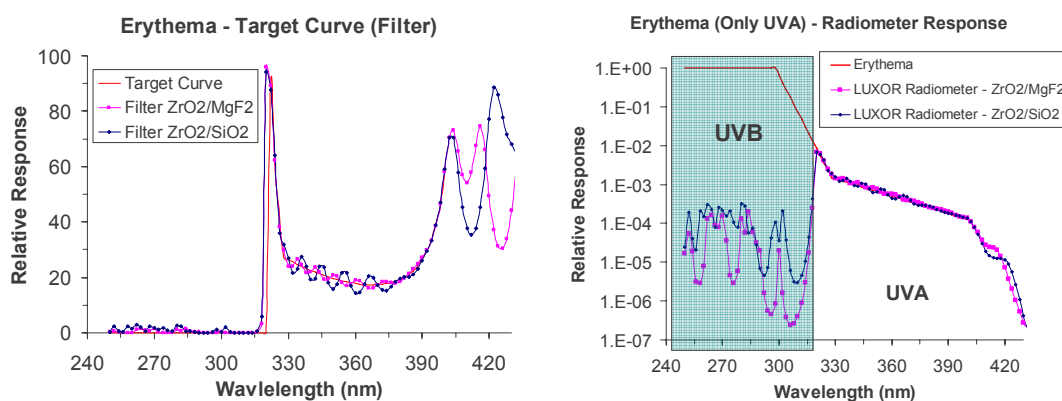 Erythema - Target Curve (Filter)
Relative Response
100
80
60
40
20
0
Target Curve
Filter ZrO2/MgF2
Filter ZrO2/SiO2
240
270
300
330
360
390
420
Wavlelength (nm)
Erythema (Only UVA) - Radiometer Response
Relative Response
1.E+00
1.E-01
1.E-02
1.E-03
1.E-04
1.E-05
1.E-06
1.E-07
Erythema
LUXOR Radiometer - ZrO2/MgF2
LUXOR Radiometer - ZrO2/SiO2
UVB
UVA
240
270
300
330
360
390
420
Wavelength (nm)